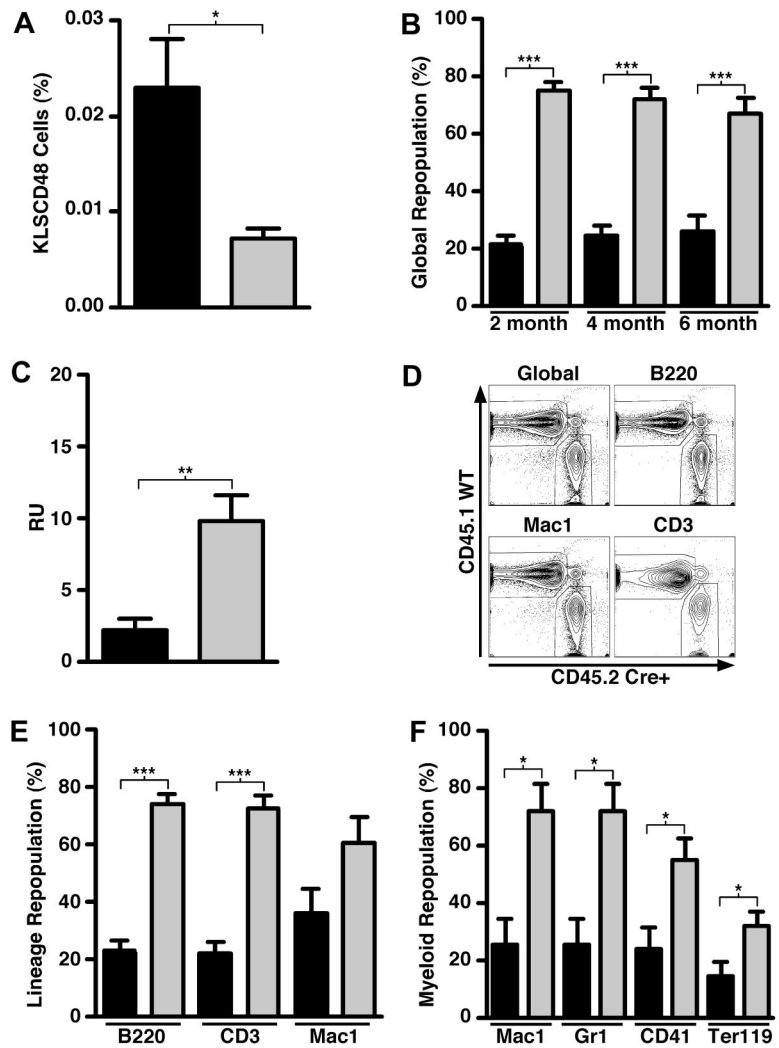 A
KLSCD48 Cells (%)
0.03
0.02
0.01
0.00
*
B
Global Repopulation (%)
100
80
60
40
20
0
***
***
***
2 month
4 month
6 month
C
RU
20
15
10
5
0
**
D
Global
B220
Mac1
CD3
CD45.1 WT
CD45.2 Cre+
E
Lineage Repopulation (%)
100
80
60
40
20
0
***
***
B220
CD3
Mac1
F
Myeloid Repopulation (%)
100
80
60
40
20
0
*
*
*
*
Mac1
Gr1
CD41
Ter119